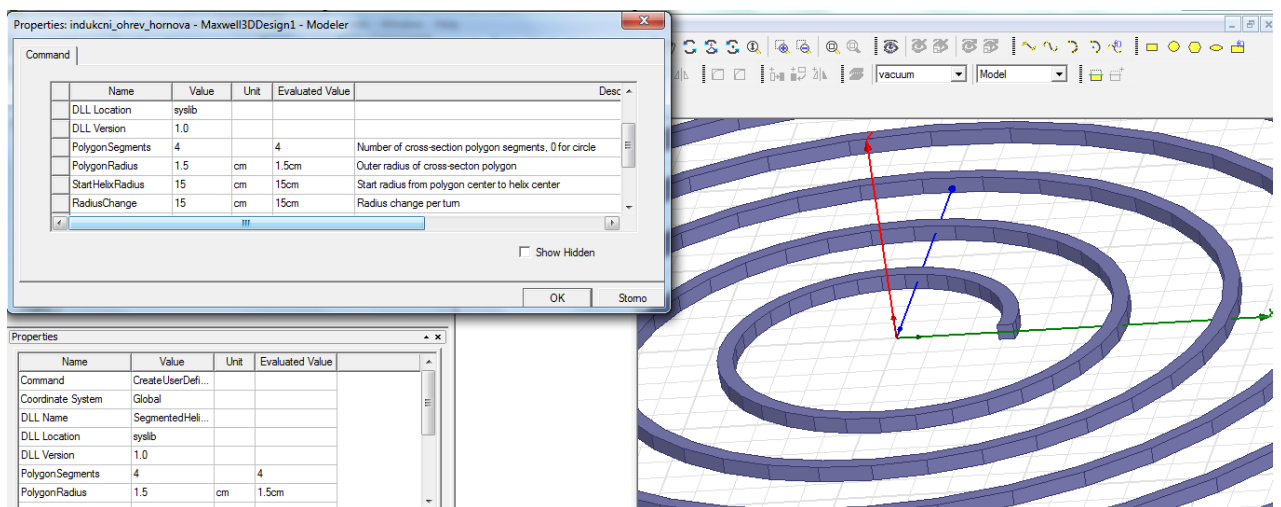 Properties: indukcni_ohrev_hornova - Maxwell3DDesign1 - Modeler
Command
Name Value Unit Evaluated Value Desc
DLL Location syslib
DLL Version 1.0
PolygonSegments 4 4 Number of cross-section polygon segments, 0 for circle
PolygonRadius 1.5 cm 1.5cm Outer radius of cross-secton polygon
StartHelixRadius 15 cm 15cm Start radius from polygon center to helix center
RadiusChange 15 cm 15cm Radius change per turn
Show Hidden
OK Storno
vacuum Model
Properties
Name Value Unit Evaluated Value
Command CreateUserDefi...
Coordinate System Global
DLL Name SegmentedHeli...
DLL Location syslib
DLL Version 1.0
PolygonSegments 4 4
PolygonRadius 1.5 cm 1.5cm